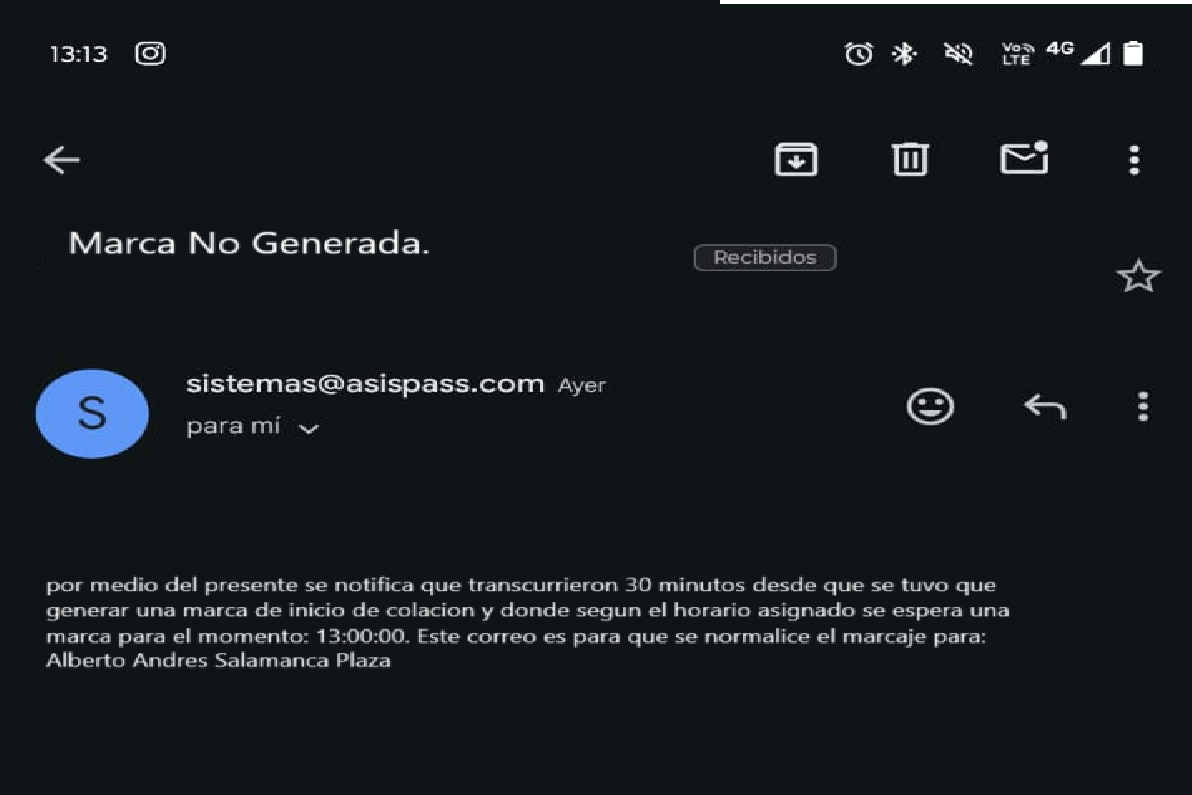 13:13
Vo LTE 4G
Marca No Generada.
Recibidos
S
sistemas@asispass.com Ayer
para mí
por medio del presente se notifica que transcurrieron 30 minutos desde que se tuvo que
generar una marca de inicio de colacion y donde segun el horario asignado se espera una
marca para el momento: 13:00:00. Este correo es para que se normalice el marcaje para:
Alberto Andres Salamanca Plaza